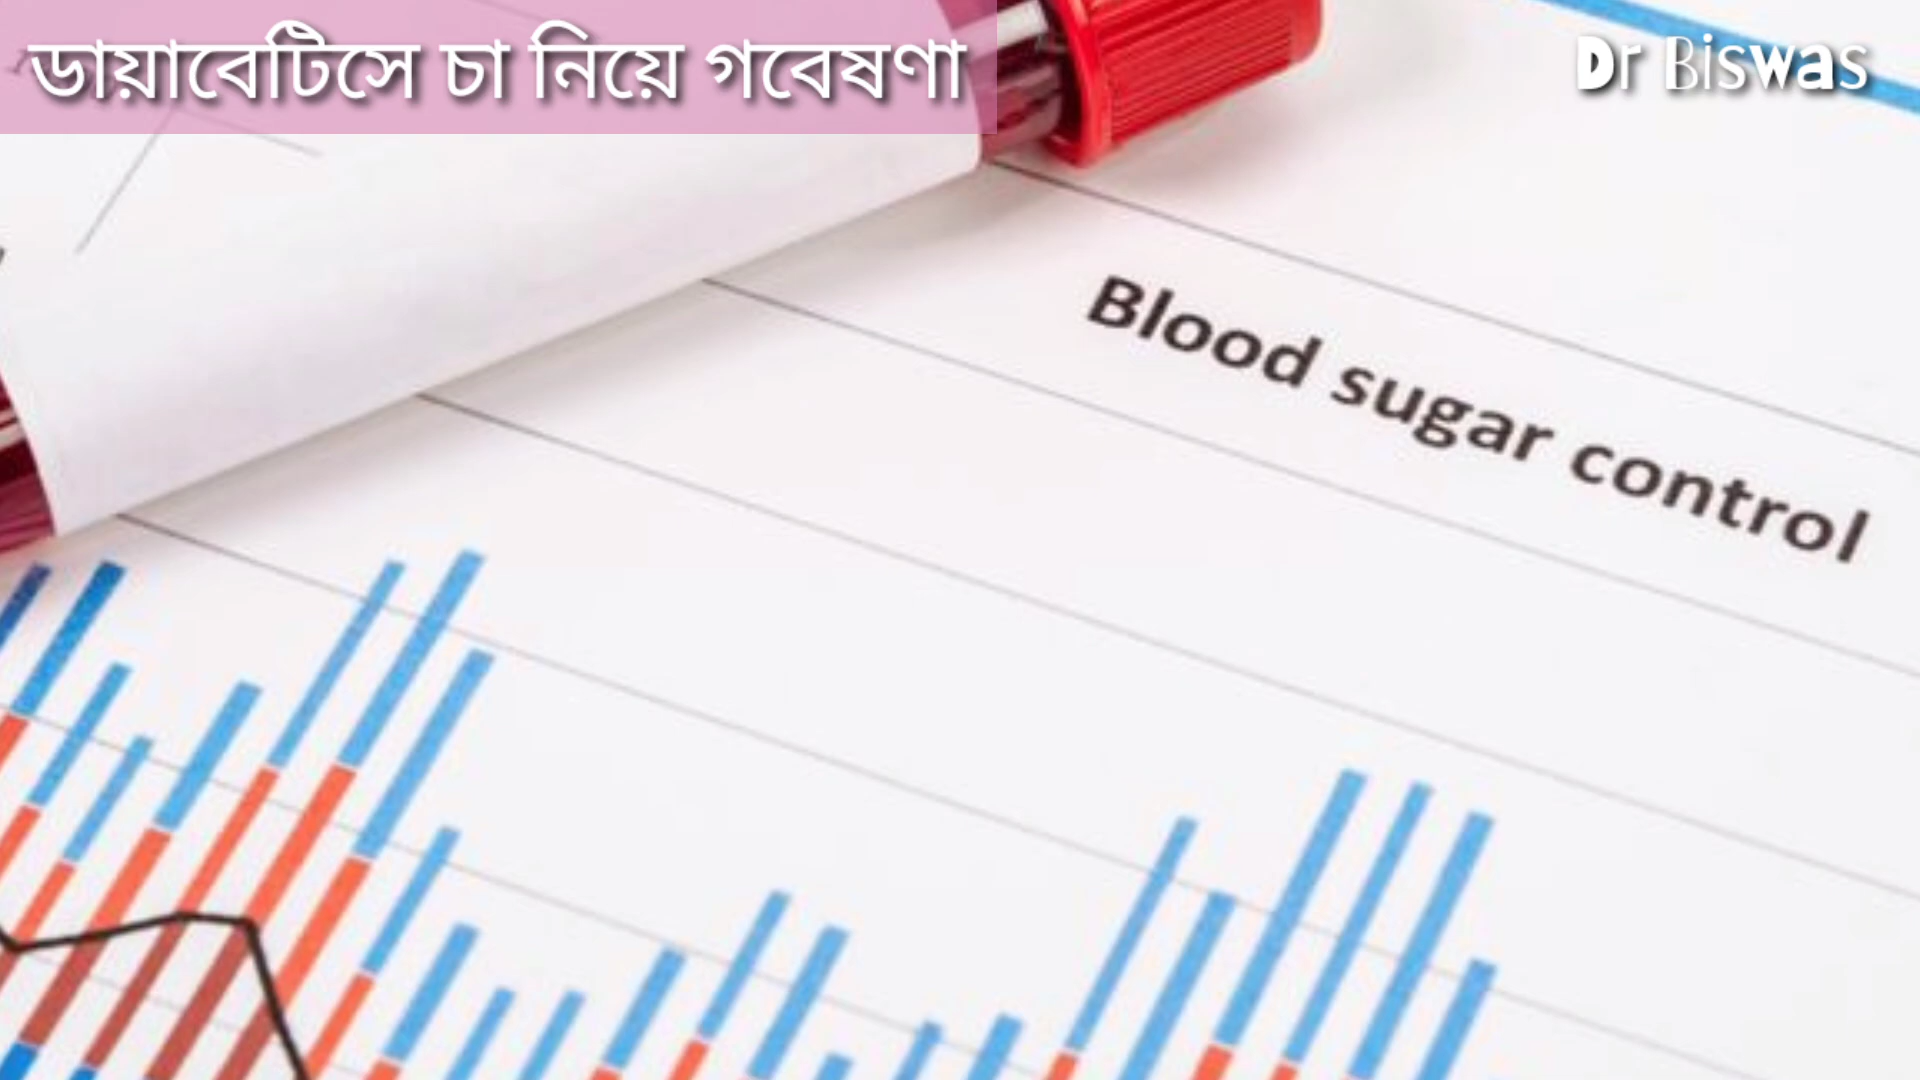 ডায়াবেটিসে চা নিয়ে গবেষণা
Dr Biswas
Blood sugar control